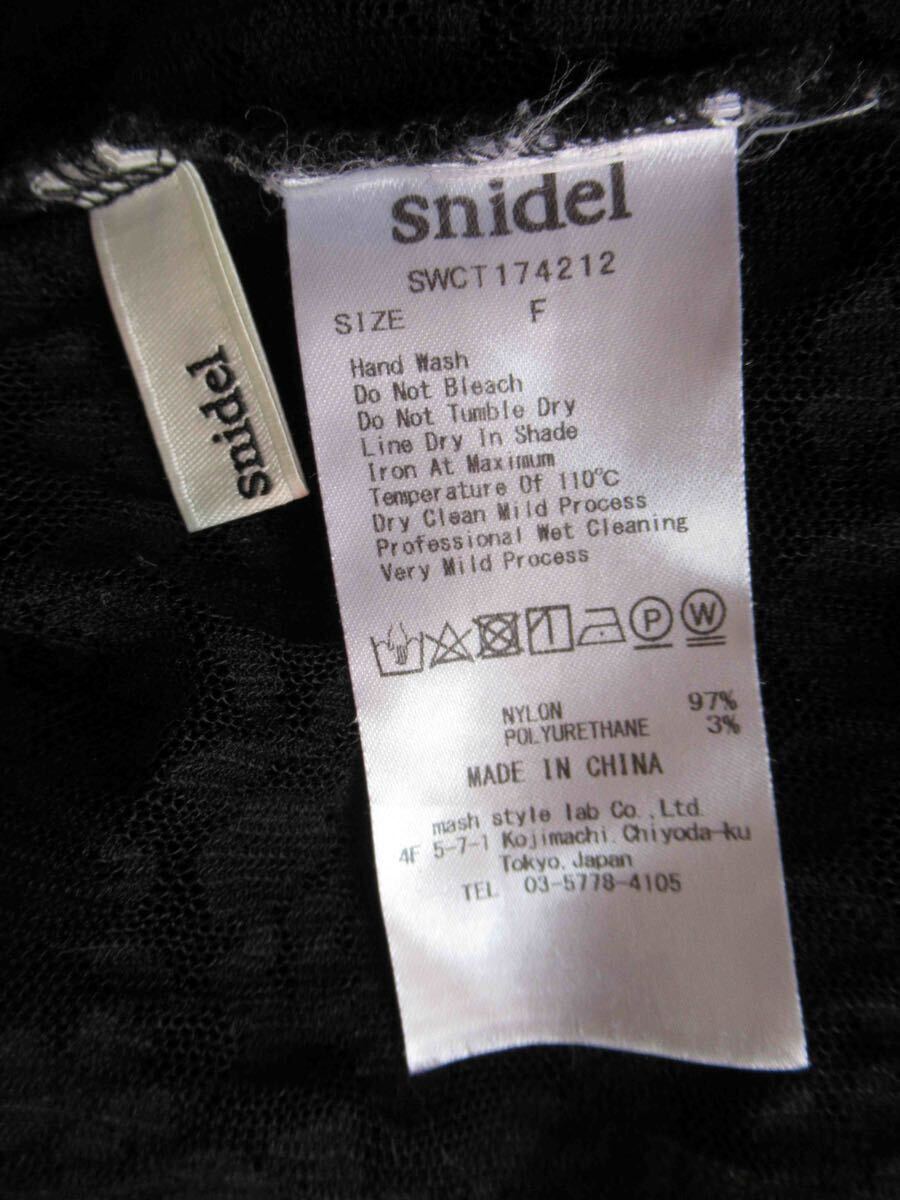 snidel
snidel
SWCT174212
SIZE F
Hand Wash
Do Not Bleach
Do Not Tumble Dry
Line Dry In Shade
Iron At Maximum
Temperature Of 110℃
Dry Clean Mild Process
Professional Wet Cleaning
Very Mild Process
P W
NYLON 97%
POLYURETHANE 3%
MADE IN CHINA
mash style lab Co.,Ltd.
4F 5-7-1 Kojimachi.Chiyoda-ku
Tokyo.Japan
TEL 03-5778-4105